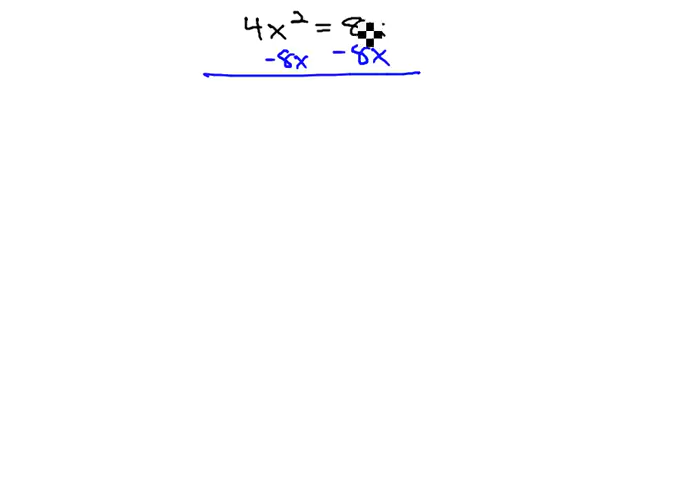 4x² = 8
-8x -8x